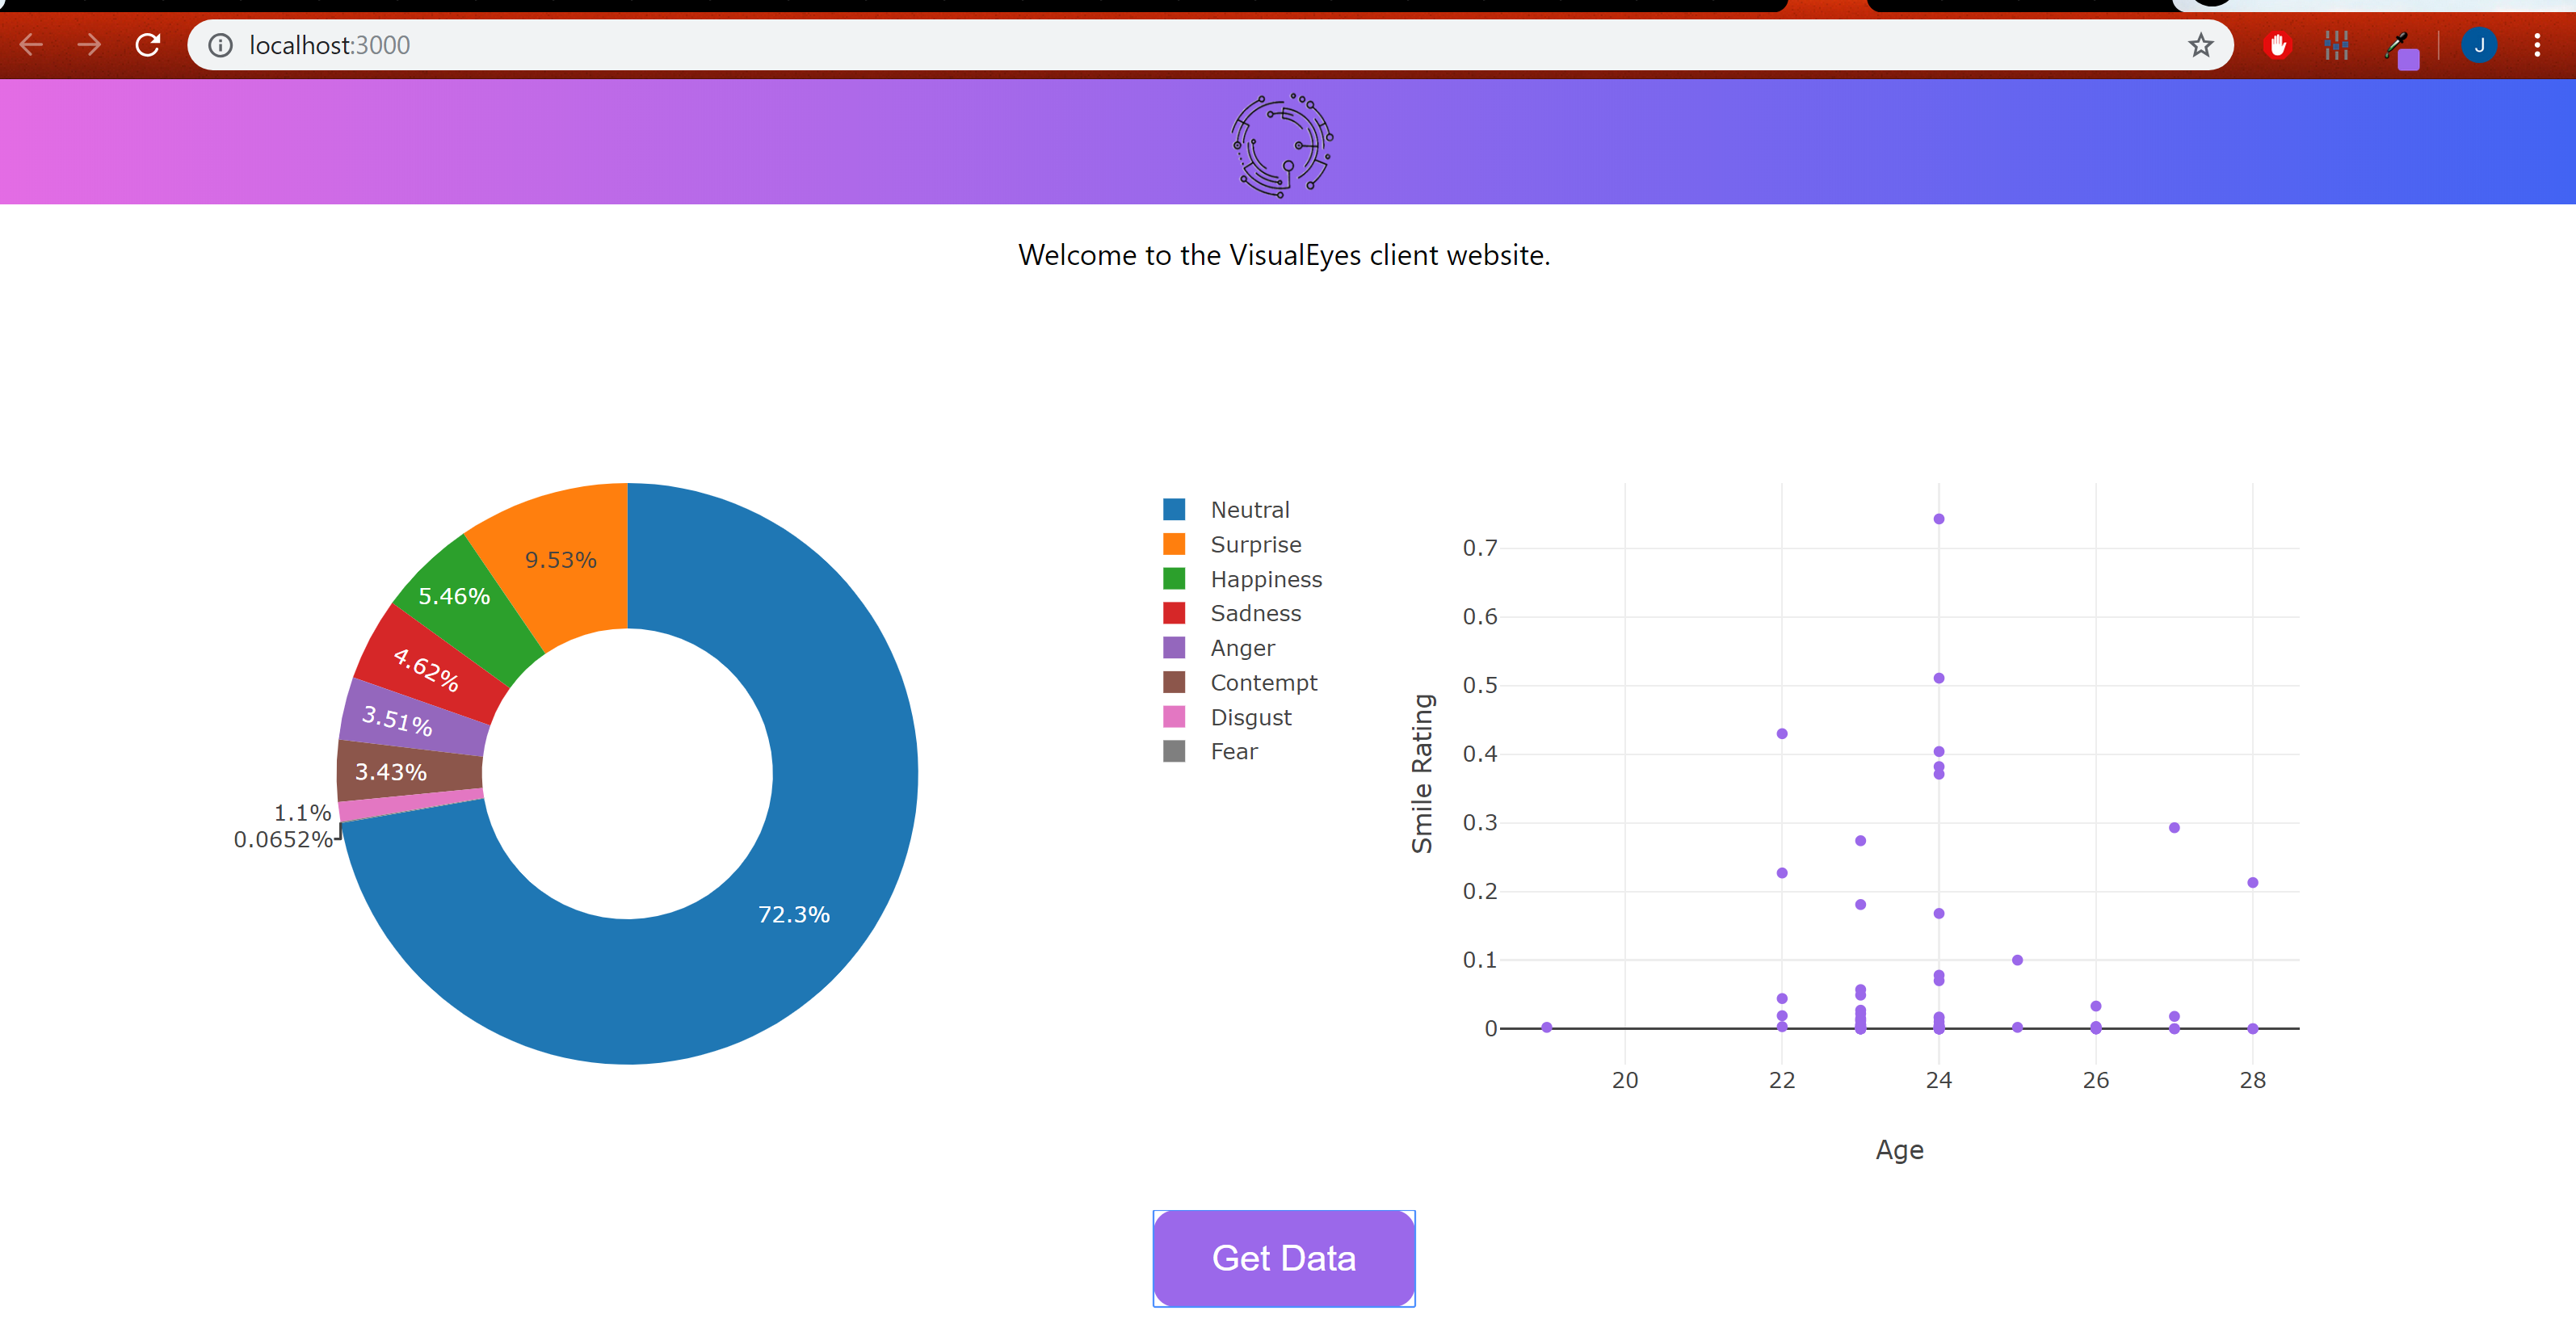 localhost:3000
J
Welcome to the VisualEyes client website.
9.53%
5.46%
4.62%
3.51%
3.43%
1.1%
0.0652%
72.3%
Neutral
Surprise
Happiness
Sadness
Anger
Contempt
Disgust
Fear
Smile Rating
0.7
0.6
0.5
0.4
0.3
0.2
0.1
0
20 22 24 26 28
Age
Get Data